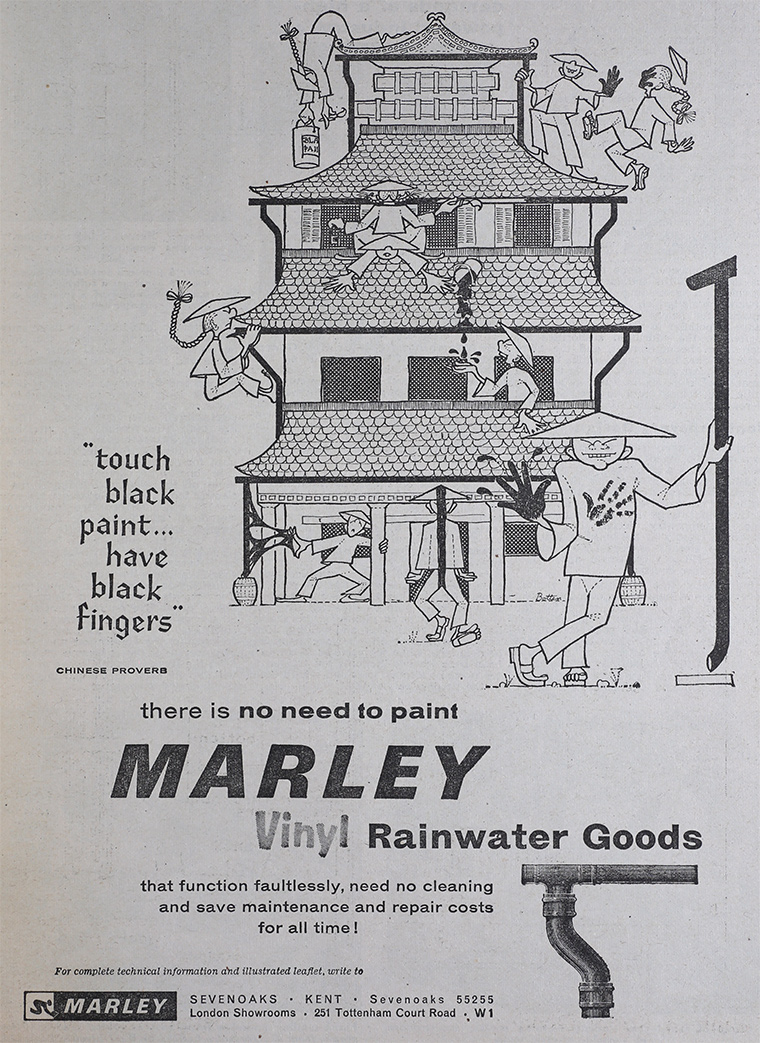 "touch
black
paint...
have
black
fingers"
CHINESE PROVERB
there is no need to paint
MARLEY
Vinyl Rainwater Goods
that function faultlessly, need no cleaning
and save maintenance and repair costs
for all time!
For complete technical information and illustrated leaflet, write to
MARLEY
SEVENOAKS · KENT · Sevenoaks 55255
London Showrooms · 251 Tottenham Court Road · W1